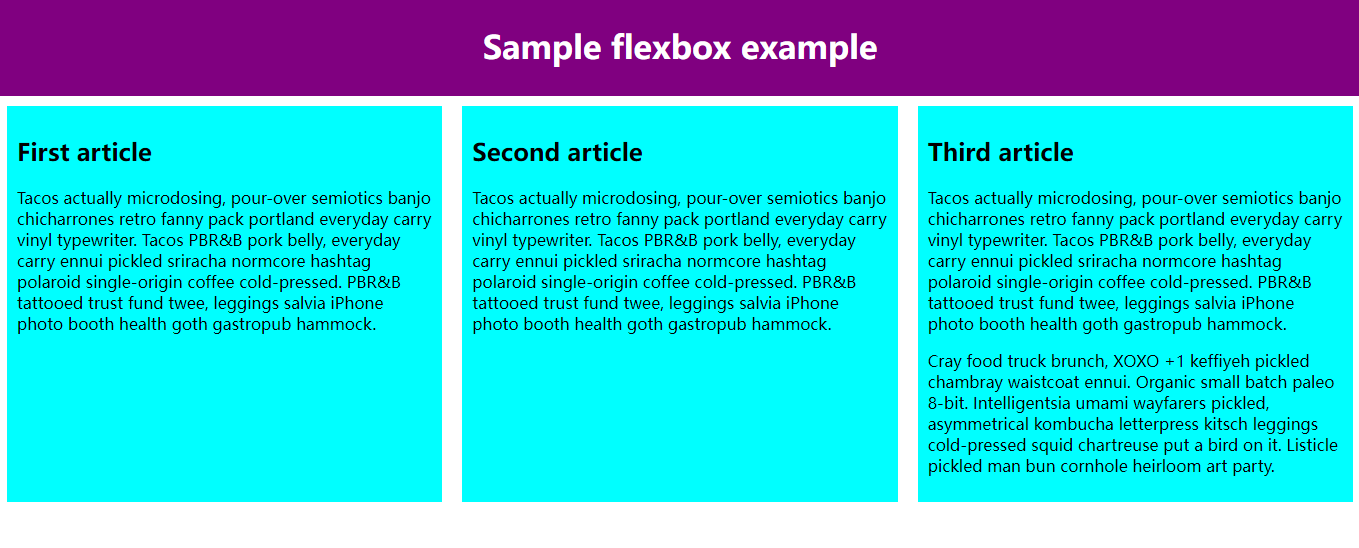 Sample flexbox example
First article
Tacos actually microdosing, pour-over semiotics banjo
chicharrones retro fanny pack portland everyday carry
vinyl typewriter. Tacos PBR&B pork belly, everyday
carry ennui pickled sriracha normcore hashtag
polaroid single-origin coffee cold-pressed. PBR&B
tattooed trust fund twee, leggings salvia iPhone
photo booth health goth gastropub hammock.
Second article
Tacos actually microdosing, pour-over semiotics banjo
chicharrones retro fanny pack portland everyday carry
vinyl typewriter. Tacos PBR&B pork belly, everyday
carry ennui pickled sriracha normcore hashtag
polaroid single-origin coffee cold-pressed. PBR&B
tattooed trust fund twee, leggings salvia iPhone
photo booth health goth gastropub hammock.
Third article
Tacos actually microdosing, pour-over semiotics banjo
chicharrones retro fanny pack portland everyday carry
vinyl typewriter. Tacos PBR&B pork belly, everyday
carry ennui pickled sriracha normcore hashtag
polaroid single-origin coffee cold-pressed. PBR&B
tattooed trust fund twee, leggings salvia iPhone
photo booth health goth gastropub hammock.
Cray food truck brunch, XOXO +1 keffiyeh pickled
chambray waistcoat ennui. Organic small batch paleo
8-bit. Intelligentsia umami wayfarers pickled,
asymmetrical kombucha letterpress kitsch leggings
cold-pressed squid chartreuse put a bird on it. Listicle
pickled man bun cornhole heirloom art party.